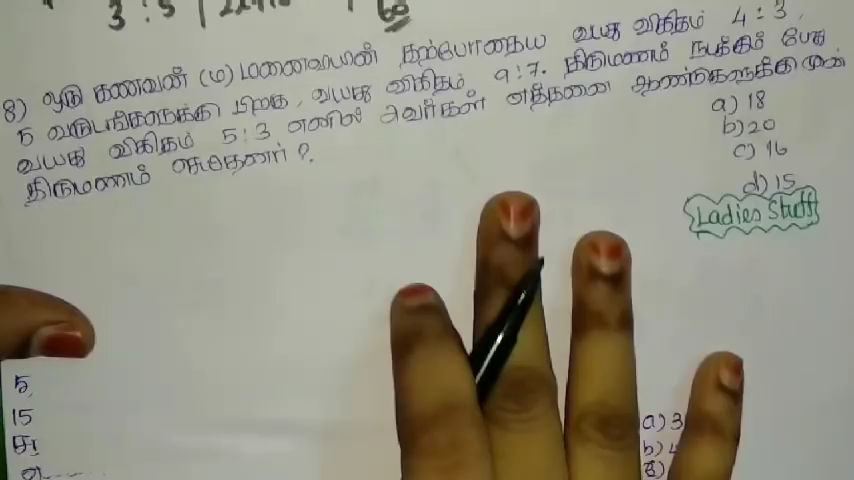 3 : 5
60
8) ஒரு கணவன் (ம) மனைவியின் தற்போதைய வயது விகிதம் 4 : 3,
5 வருடங்களுக்கு பிறகு, வயது விகிதம் 9:7. திருமணம் நடக்கும் போது
வயது விகிதம் 5:3 எனில் அவர்கள் எத்தனை ஆண்டுகளுக்கு முன்
திருமணம் செய்தனர் ?
a) 18
b) 20
c) 16
d) 15
Ladies Stuff
15
a) 3
b) 4